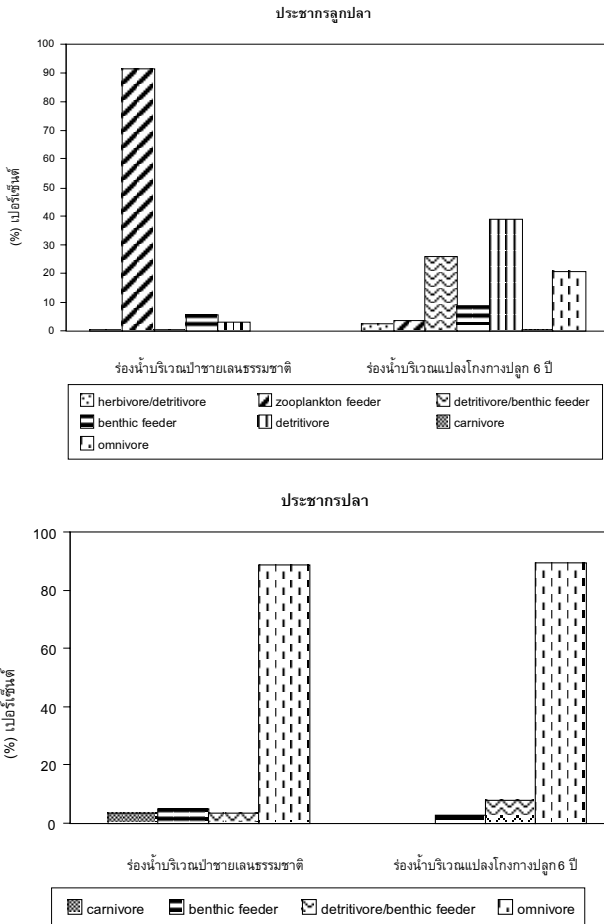 ประชากรลูกปลา
100
90
80
70
60
50
40
30
20
10
0
(%) เปอร์เซ็นต์
ร่องน้ำบริเวณป่าชายเลนธรรมชาติ ร่องน้ำบริเวณแปลงโกงกางปลูก 6 ปี
herbivore/detritivore zooplankton feeder detritivore/benthic feeder
benthic feeder detritivore carnivore
omnivore
ประชากรปลา
100
80
60
40
20
0
(%) เปอร์เซ็นต์
ร่องน้ำบริเวณป่าชายเลนธรรมชาติ ร่องน้ำบริเวณแปลงโกงกางปลูก 6 ปี
carnivore benthic feeder detritivore/benthic feeder omnivore